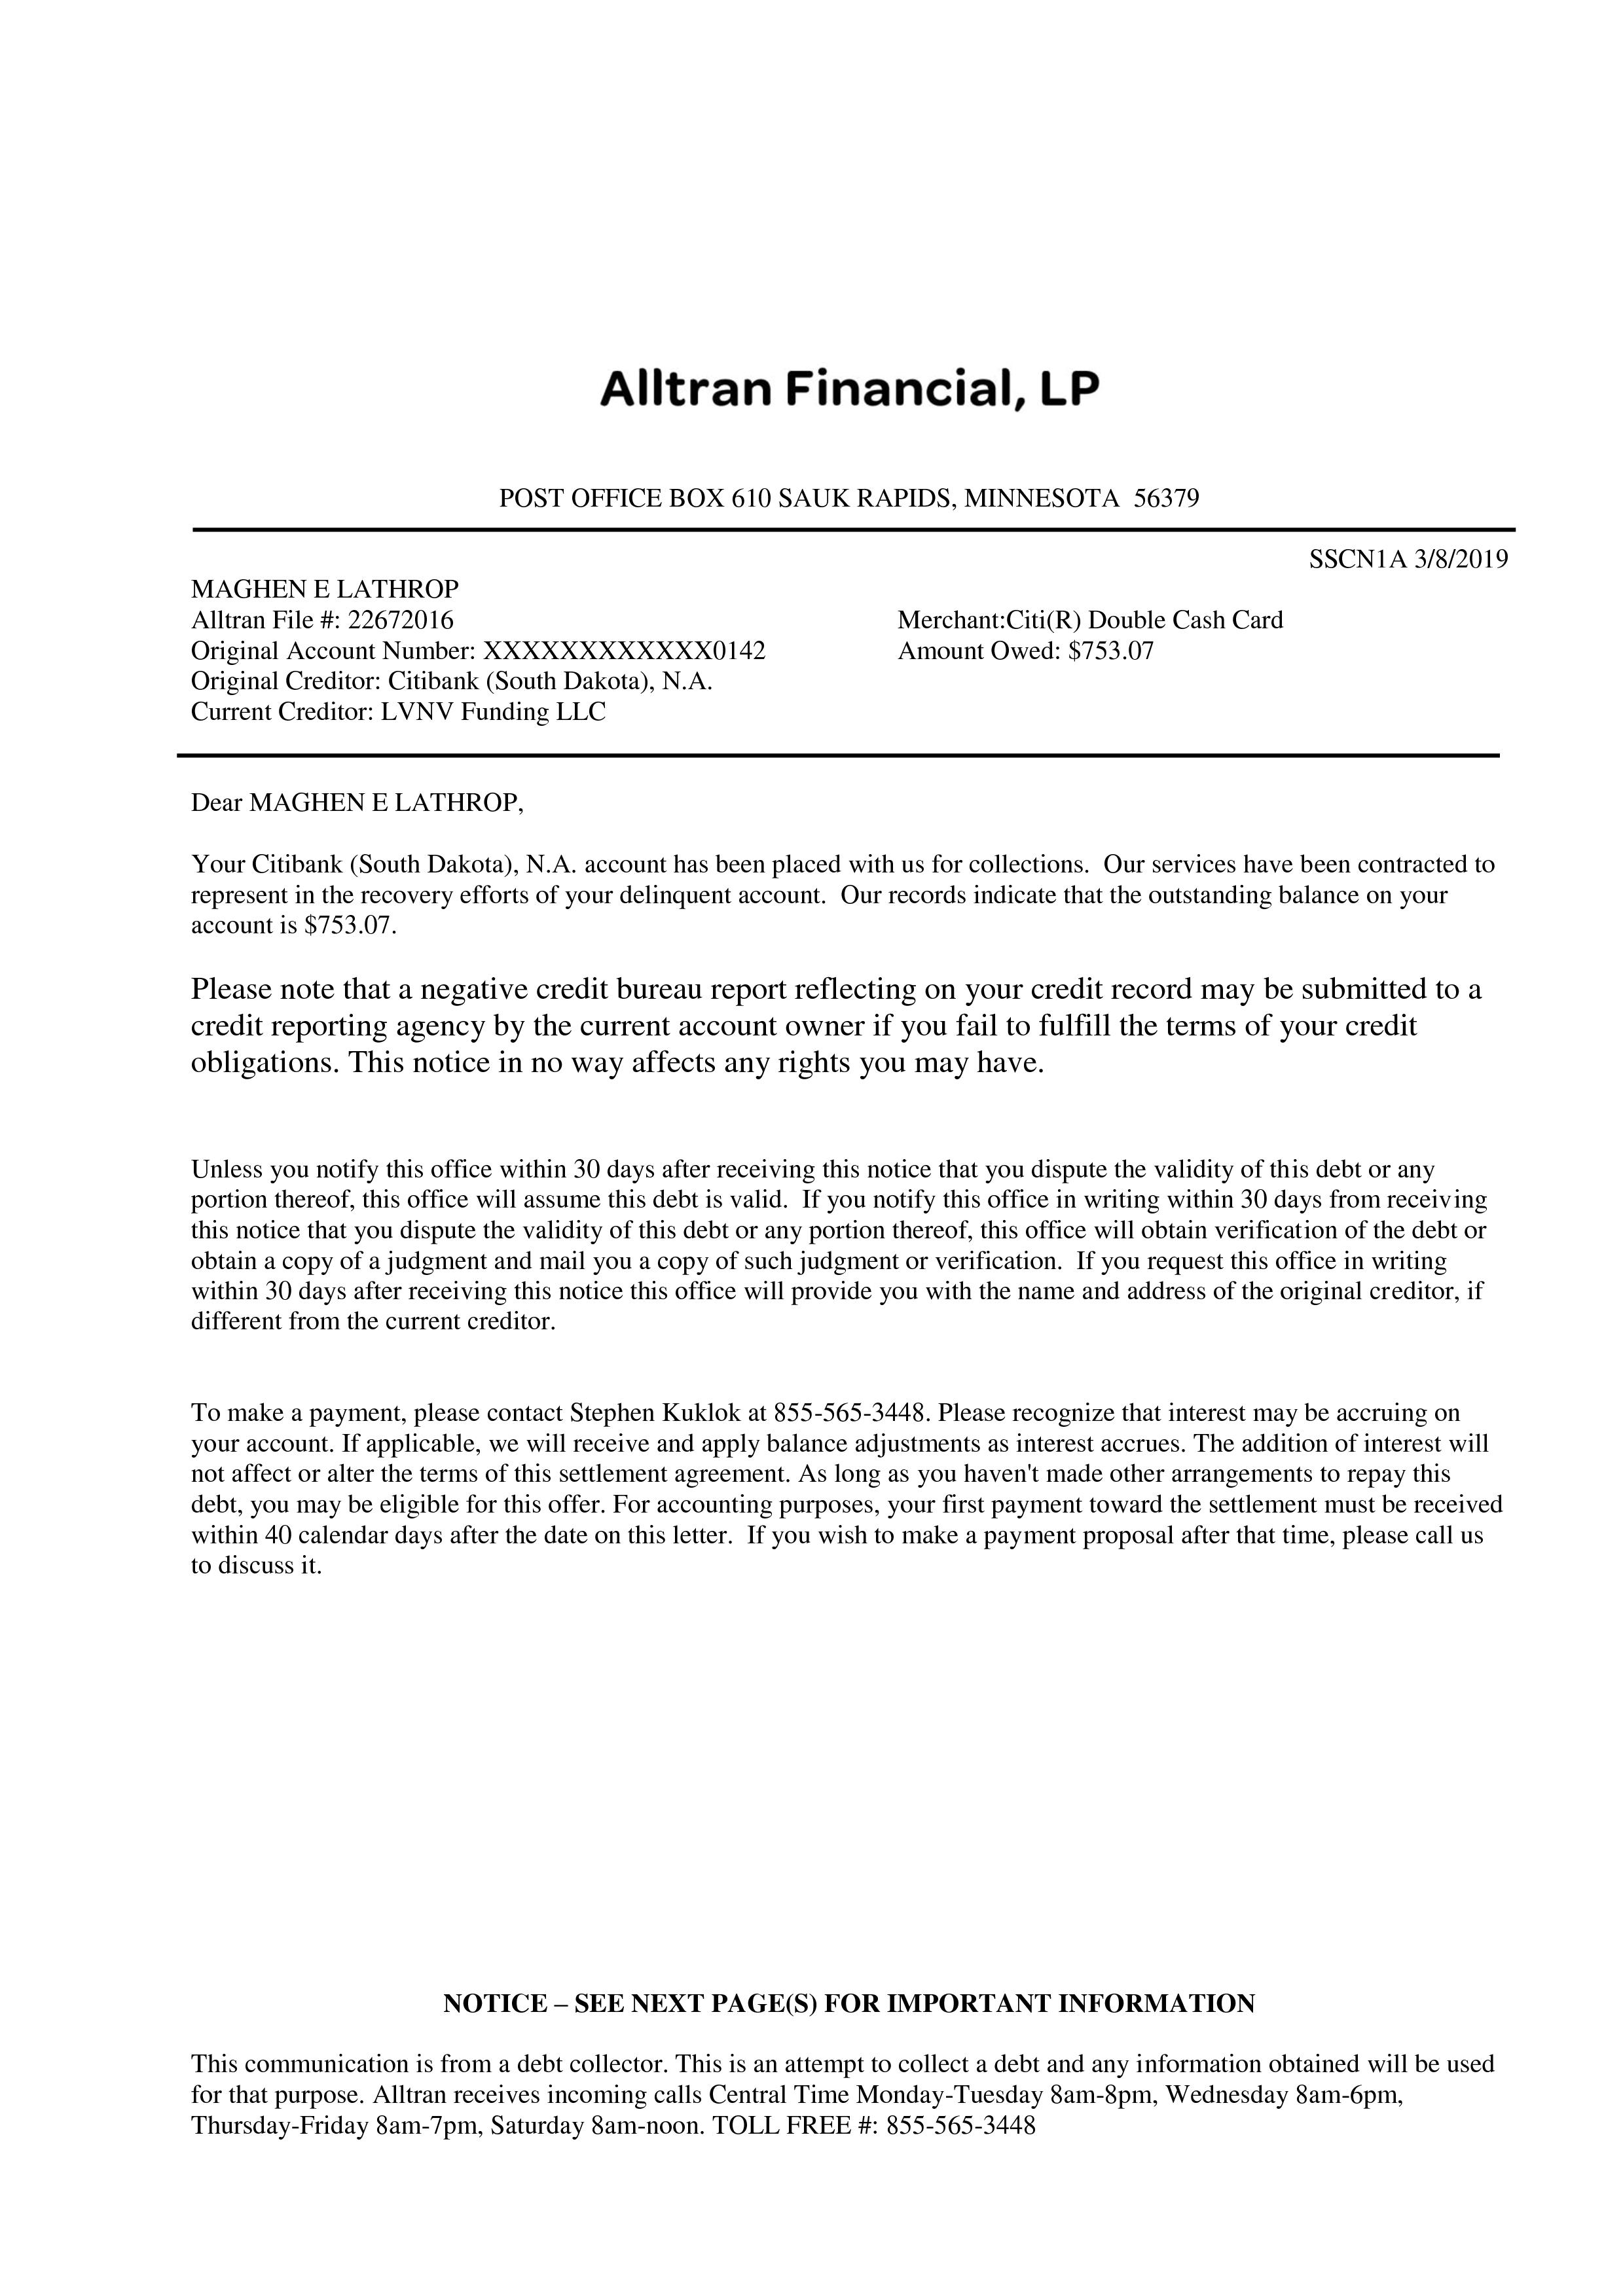 Alltran Financial, LP
POST OFFICE BOX 610 SAUK RAPIDS, MINNESOTA  56379
SSCN1A 3/8/2019
MAGHEN E LATHROP
Alltran File #: 22672016
Merchant:Citi(R) Double Cash Card
Original Account Number: XXXXXXXXXXXX0142
Amount Owed: $753.07
Original Creditor: Citibank (South Dakota), N.A.
Current Creditor: LVNV Funding LLC
Dear MAGHEN E LATHROP,
Your Citibank (South Dakota), N.A. account has been placed with us for collections.  Our services have been contracted to
represent in the recovery efforts of your delinquent account.  Our records indicate that the outstanding balance on your
account is $753.07.
Please note that a negative credit bureau report reflecting on your credit record may be submitted to a
credit reporting agency by the current account owner if you fail to fulfill the terms of your credit
obligations. This notice in no way affects any rights you may have.
Unless you notify this office within 30 days after receiving this notice that you dispute the validity of this debt or any
portion thereof, this office will assume this debt is valid.  If you notify this office in writing within 30 days from receiving
this notice that you dispute the validity of this debt or any portion thereof, this office will obtain verification of the debt or
obtain a copy of a judgment and mail you a copy of such judgment or verification.  If you request this office in writing
within 30 days after receiving this notice this office will provide you with the name and address of the original creditor, if
different from the current creditor.
To make a payment, please contact Stephen Kuklok at 855-565-3448. Please recognize that interest may be accruing on
your account. If applicable, we will receive and apply balance adjustments as interest accrues. The addition of interest will
not affect or alter the terms of this settlement agreement. As long as you haven't made other arrangements to repay this
debt, you may be eligible for this offer. For accounting purposes, your first payment toward the settlement must be received
within 40 calendar days after the date on this letter.  If you wish to make a payment proposal after that time, please call us
to discuss it.
NOTICE – SEE NEXT PAGE(S) FOR IMPORTANT INFORMATION
This communication is from a debt collector. This is an attempt to collect a debt and any information obtained will be used
for that purpose. Alltran receives incoming calls Central Time Monday-Tuesday 8am-8pm, Wednesday 8am-6pm,
Thursday-Friday 8am-7pm, Saturday 8am-noon. TOLL FREE #: 855-565-3448